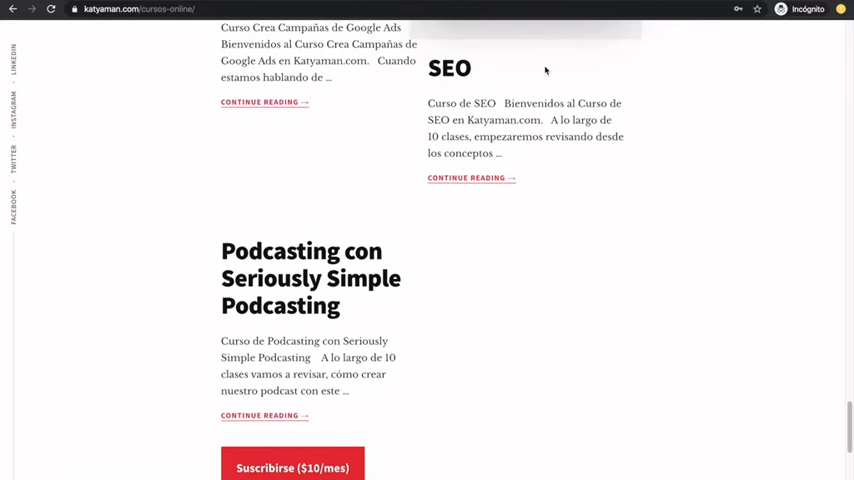 katyaman.com/cursos-online/
Incógnito
LINKEDIN
INSTAGRAM
TWITTER
FACEBOOK
Curso Crea Campañas de Google Ads
Bienvenidos al Curso Crea Campañas de
Google Ads en Katyaman.com. Cuando
estamos hablando de ...
CONTINUE READING →
SEO
Curso de SEO Bienvenidos al Curso de
SEO en Katyaman.com. A lo largo de
10 clases, empezaremos revisando desde
los conceptos ...
CONTINUE READING →
Podcasting con
Seriously Simple
Podcasting
Curso de Podcasting con Seriously
Simple Podcasting A lo largo de 10
clases vamos a revisar, cómo crear
nuestro podcast con este ...
CONTINUE READING →
Suscribirse ($10/mes)